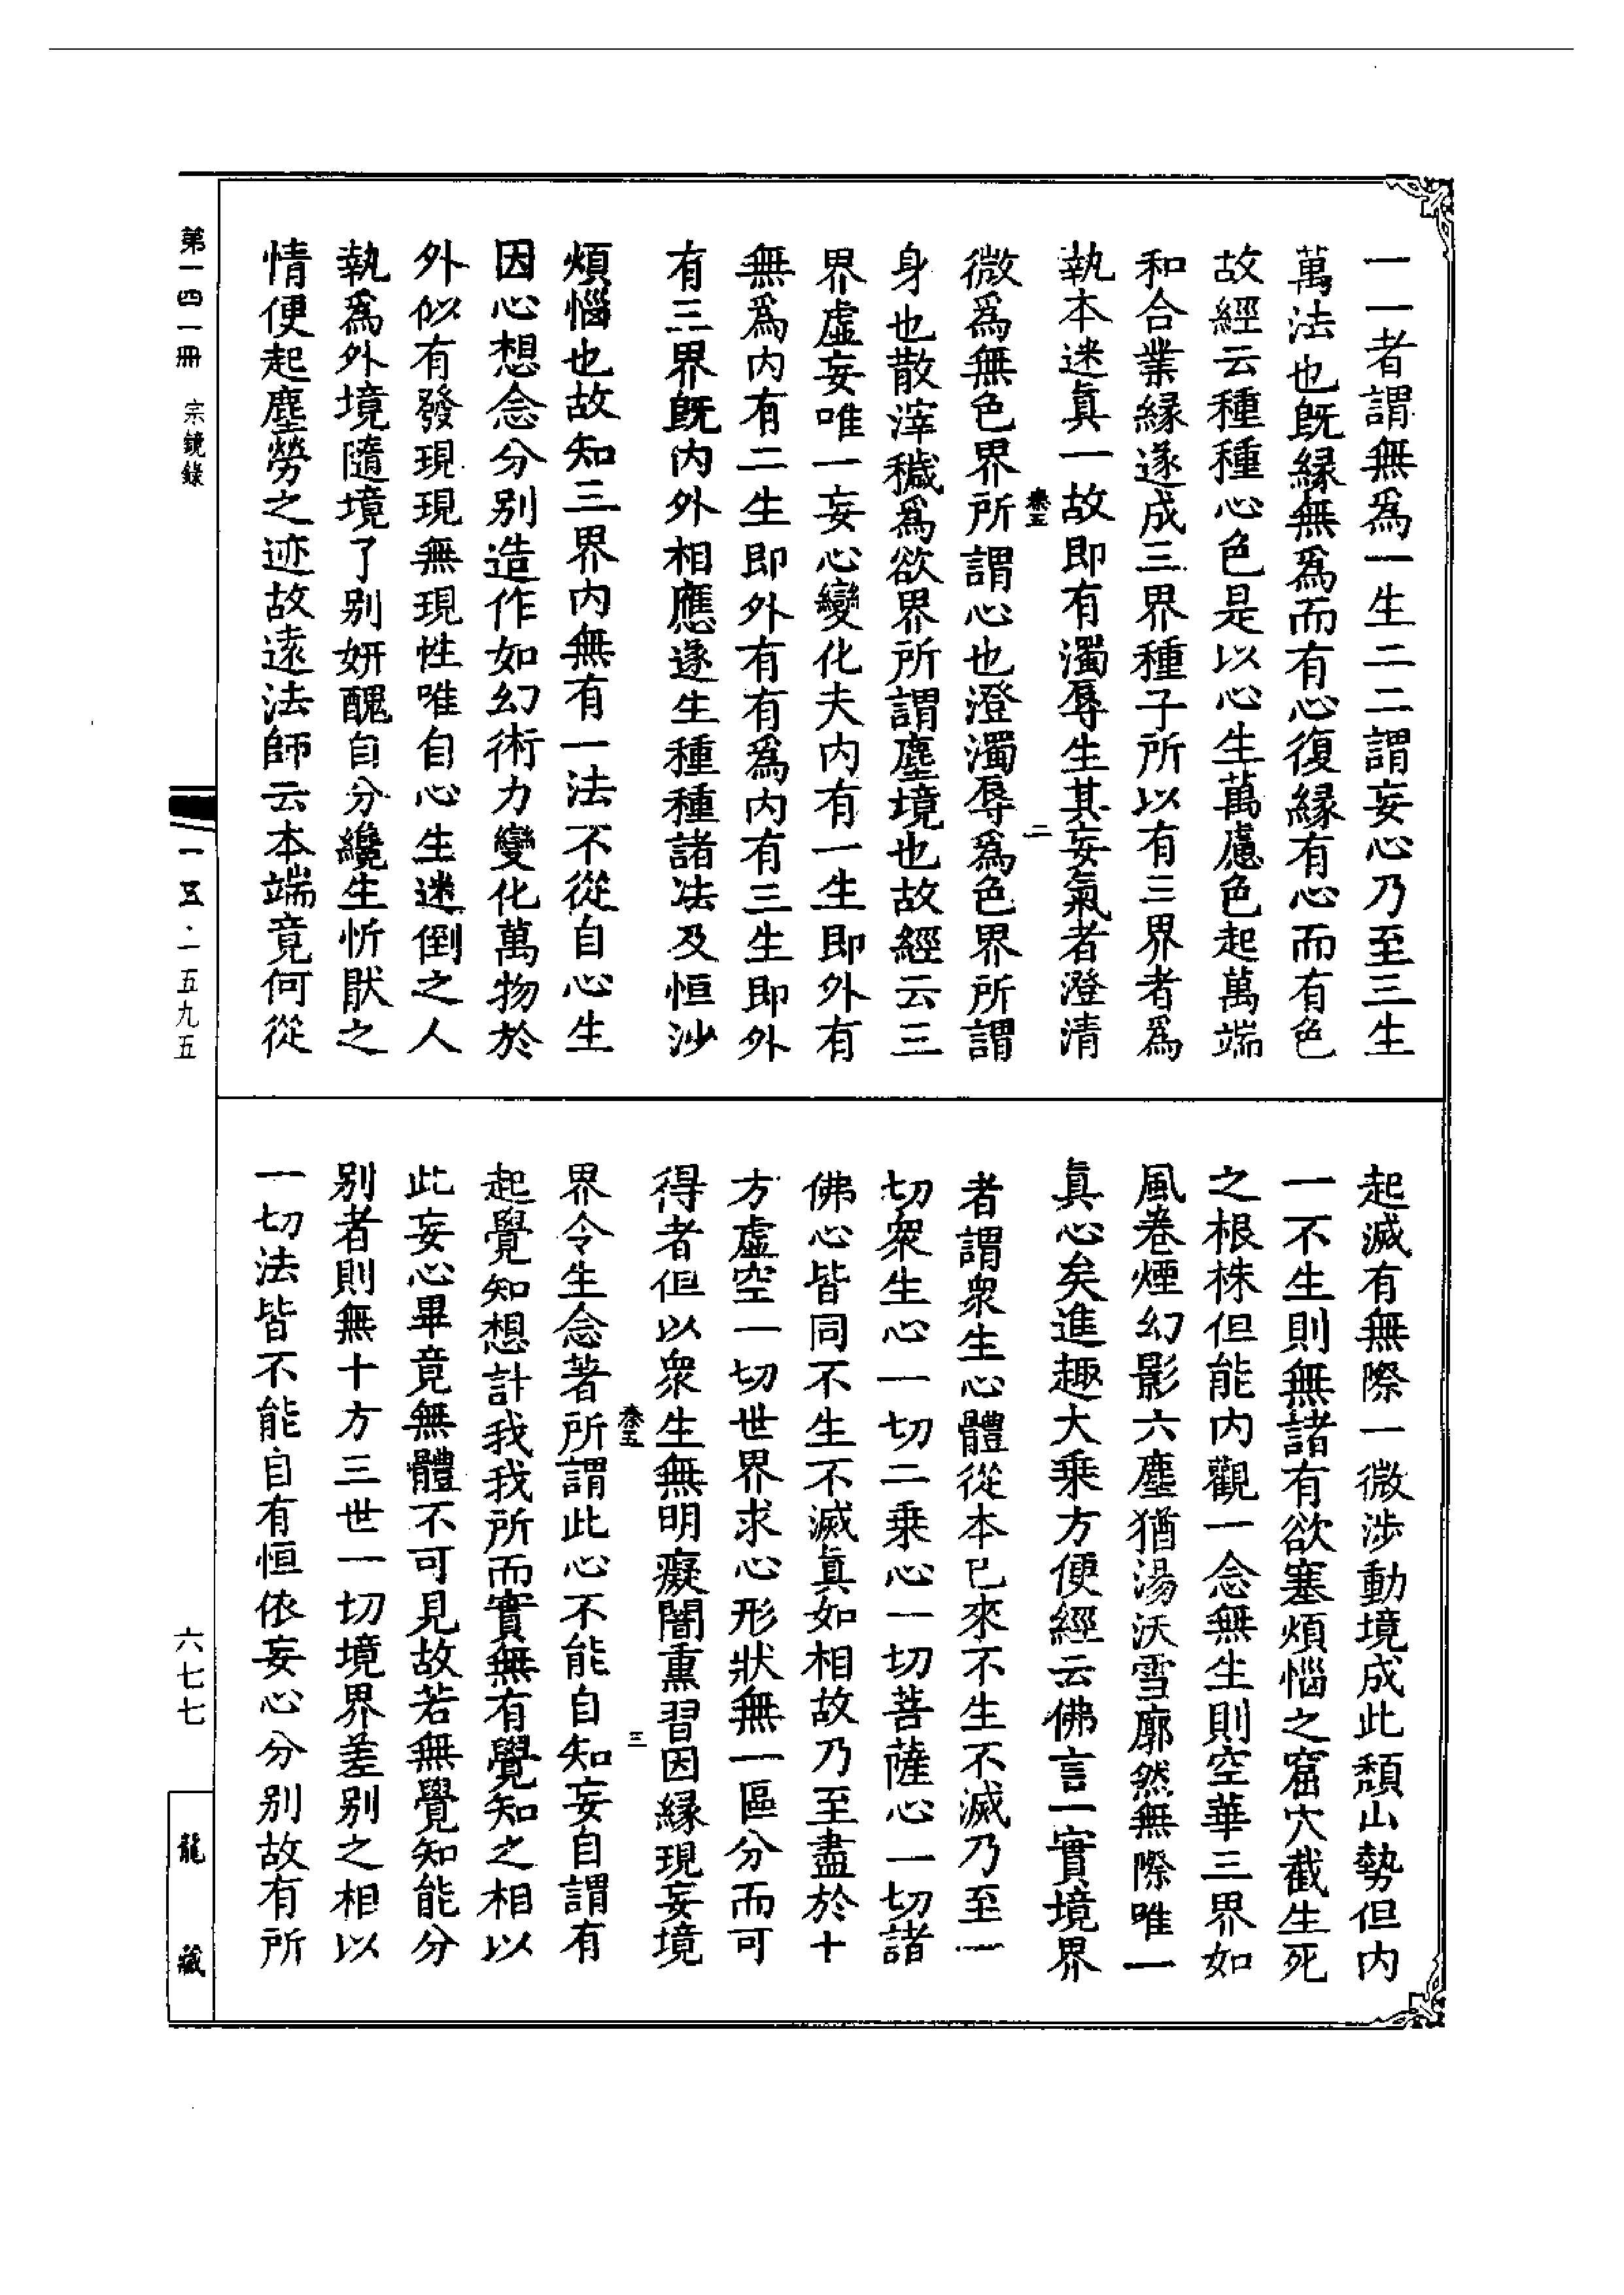 一一者謂無爲一生二二謂妄心乃至三生
萬法也旣緣無爲而有心復緣有心而有色
故經云種種心色是以心生萬慮色起萬端
和合業緣遂成三界種子所以有三界者爲
執本迷眞一故即有濁辱生其妄氣者澄清
二
微爲無色界所謂心也澄濁辱爲色界所謂
身也散滓穢爲欲界所謂塵境也故經云三
界虛妄唯一妄心變化夫內有一生即外有
無爲內有二生即外有有爲內有三生即外
有三界旣內外相應遂生種種諸法及恒沙
煩惱也故知三界內無有一法不從自心生
因心想念分別造作如幻術力變化萬物於
外似有發現現無現性唯自心生迷倒之人
執爲外境隨境了別妍醜自分纔生忻猒之
情便起塵勞之迹故遠法師云本端竟何從
起滅有無際一微涉動境成此頹山勢但內
一不生則無諸有欲塞煩惱之窟穴截生死
之根株但能內觀一念無生則空華三界如
風卷煙幻影六塵猶湯沃雪廓然無際唯一
眞心矣進趣大乘方便經云佛言一實境界
者謂衆生心體從本已來不生不滅乃至一
切衆生心一切二乘心一切菩薩心一切諸
佛心皆同不生不滅眞如相故乃至盡於十
方虛空一切世界求心形狀無一區分而可
得者但以衆生無明癡闇熏習因緣現妄境
三
界令生念著所謂此心不能自知妄自謂有
起覺知想計我我所而實無有覺知之相以
此妄心畢竟無體不可見故若無覺知能分
別者則無十方三世一切境界差別之相以
一切法皆不能自有恒依妄心分別故有所
第一四一冊 宗鏡錄
一五·一五九五
六七七
龍藏